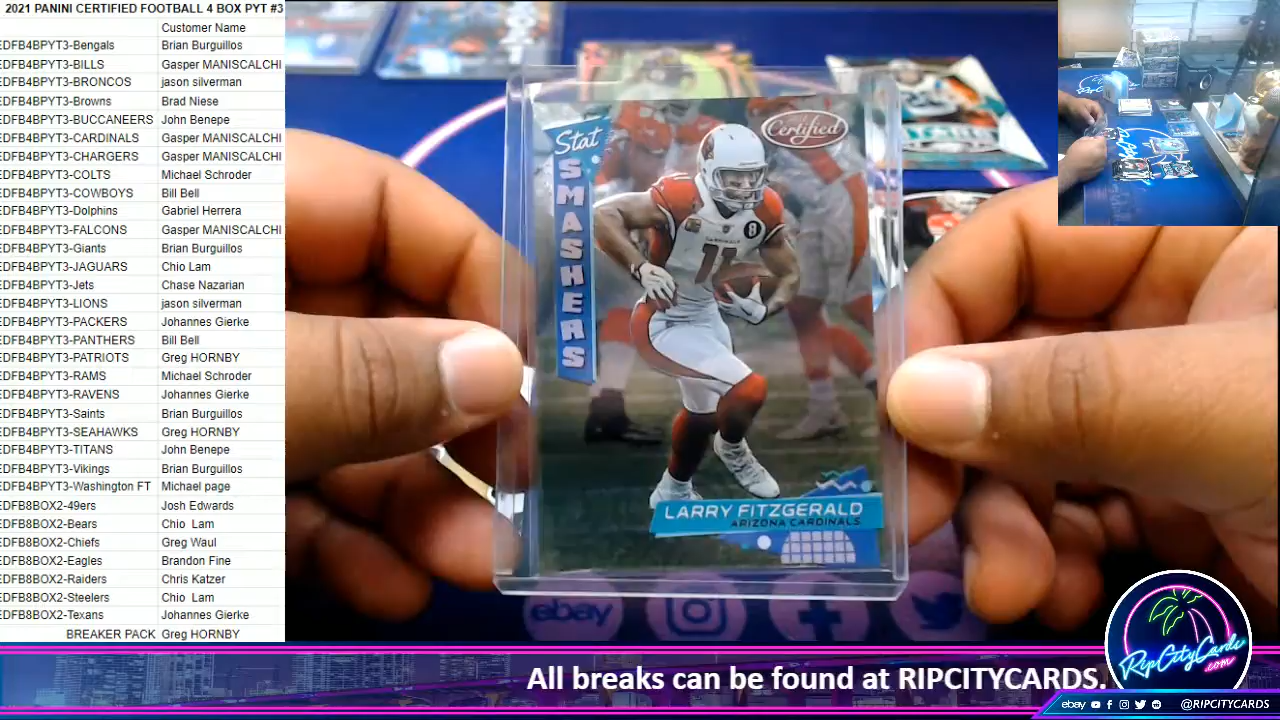 2021 PANINI CERTIFIED FOOTBALL 4 BOX PYT #3
Customer Name
EDFB4BPYT3-Bengals Brian Burguillos
EDFB4BPYT3-BILLS Gasper MANISCALCHI
EDFB4BPYT3-BRONCOS jason silverman
EDFB4BPYT3-Browns Brad Niese
EDFB4BPYT3-BUCCANEERS John Benepe
EDFB4BPYT3-CARDINALS Gasper MANISCALCHI
EDFB4BPYT3-CHARGERS Gasper MANISCALCHI
EDFB4BPYT3-COLTS Michael Schroder
EDFB4BPYT3-COWBOYS Bill Bell
EDFB4BPYT3-Dolphins Gabriel Herrera
EDFB4BPYT3-FALCONS Gasper MANISCALCHI
EDFB4BPYT3-Giants Brian Burguillos
EDFB4BPYT3-JAGUARS Chio Lam
EDFB4BPYT3-Jets Chase Nazarian
EDFB4BPYT3-LIONS jason silverman
EDFB4BPYT3-PACKERS Johannes Gierke
EDFB4BPYT3-PANTHERS Bill Bell
EDFB4BPYT3-PATRIOTS Greg HORNBY
EDFB4BPYT3-RAMS Michael Schroder
EDFB4BPYT3-RAVENS Johannes Gierke
EDFB4BPYT3-Saints Brian Burguillos
EDFB4BPYT3-SEAHAWKS Greg HORNBY
EDFB4BPYT3-TITANS John Benepe
EDFB4BPYT3-Vikings Brian Burguillos
EDFB4BPYT3-Washington FT Michael page
EDFB8BOX2-49ers Josh Edwards
EDFB8BOX2-Bears Chio Lam
EDFB8BOX2-Chiefs Greg Waul
EDFB8BOX2-Eagles Brandon Fine
EDFB8BOX2-Raiders Chris Katzer
EDFB8BOX2-Steelers Chio Lam
EDFB8BOX2-Texans Johannes Gierke
BREAKER PACK Greg HORNBY
Stat
SMASHERS
Certified
8
CARDINALS
11
LARRY FITZGERALD
ARIZONA CARDINALS
ebay
All breaks can be found at RIPCITYCARDS.
RipCityCards
.com
ebay @RIPCITYCARDS